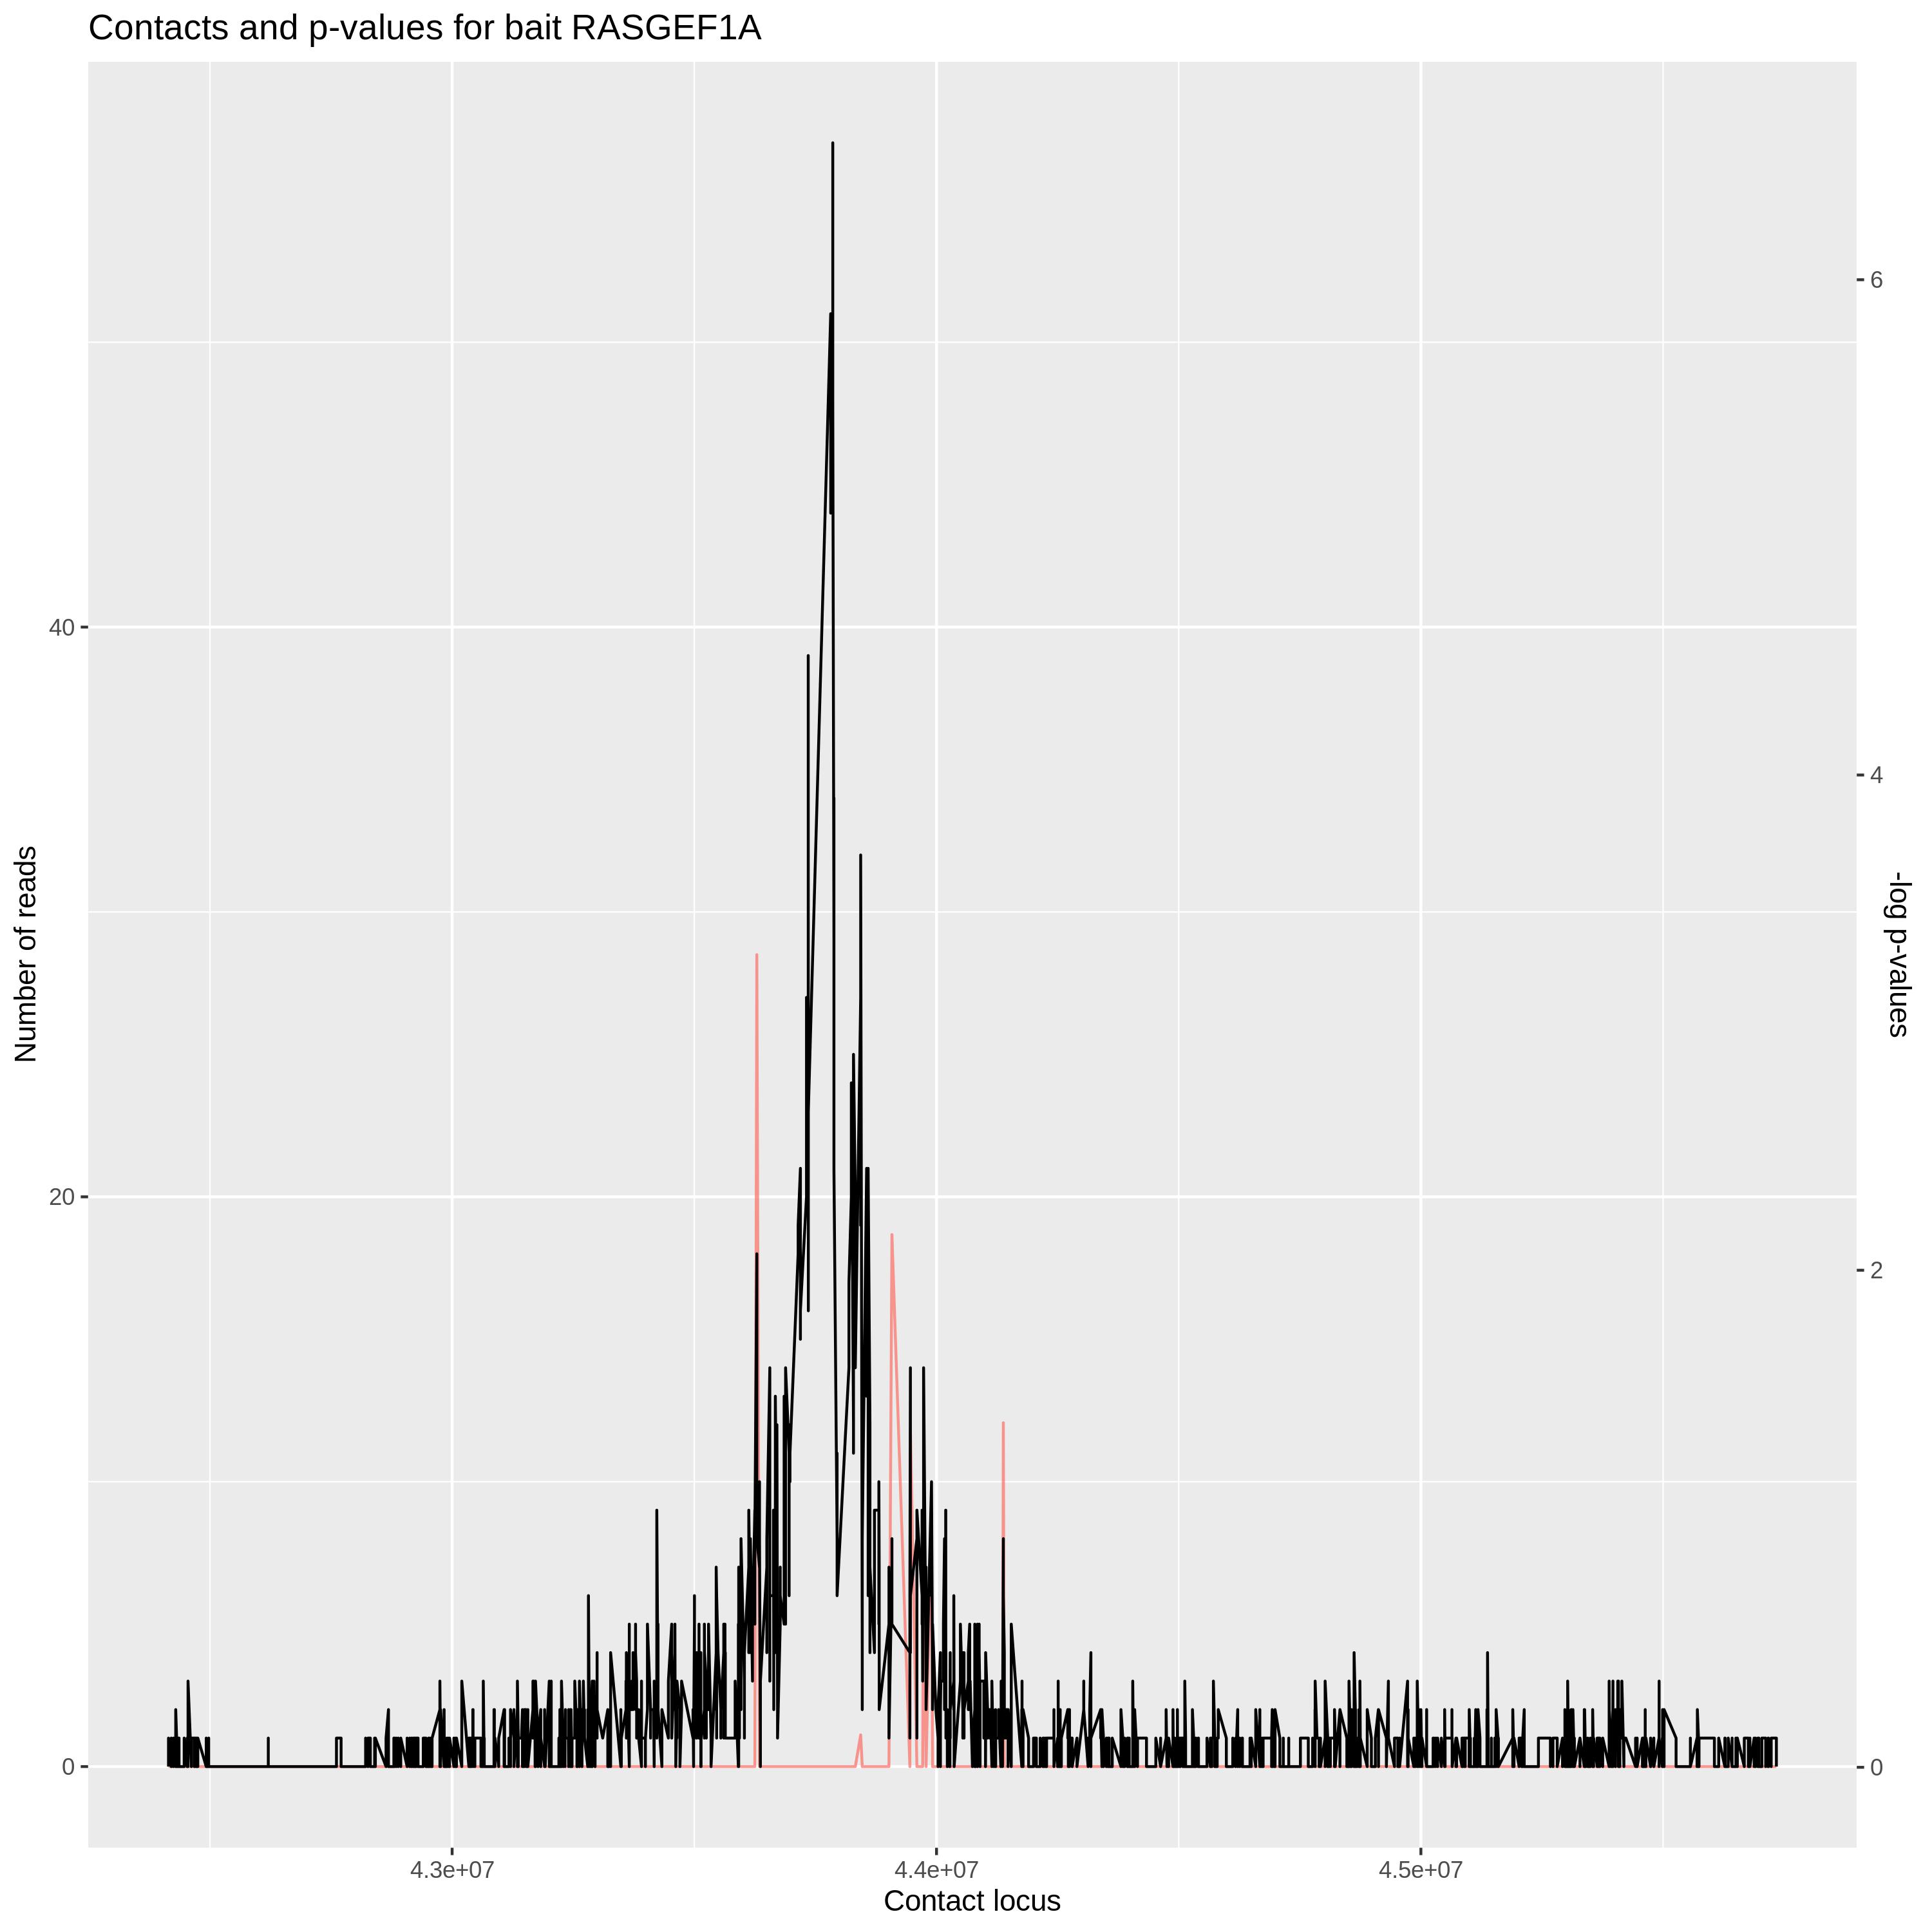 Contacts and p-values for bait RASGEF1A
Number of reads
40
20
0
6
4
2
0
-log p-values
4.3e+07
4.4e+07
4.5e+07
Contact locus